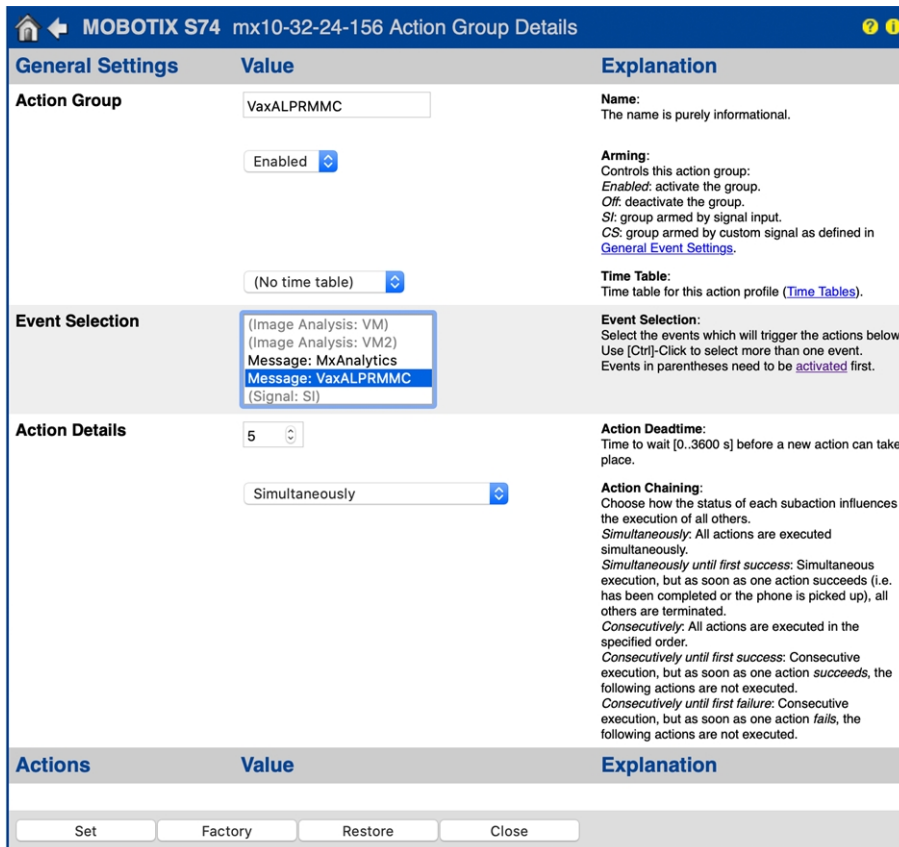 MOBOTIX S74 mx10-32-24-156 Action Group Details ? i
General Settings Value Explanation
Action Group
VaxALPRMMC
Name:
The name is purely informational.
Enabled
Arming:
Controls this action group:
Enabled: activate the group.
Off: deactivate the group.
SI: group armed by signal input.
CS: group armed by custom signal as defined in
General Event Settings.
(No time table)
Time Table:
Time table for this action profile (Time Tables).
Event Selection
(Image Analysis: VM)
(Image Analysis: VM2)
Message: MxAnalytics
Message: VaxALPRMMC
(Signal: SI)
Event Selection:
Select the events which will trigger the actions below
Use [Ctrl]-Click to select more than one event.
Events in parentheses need to be activated first.
Action Details
5
Action Deadtime:
Time to wait [0..3600 s] before a new action can take
place.
Simultaneously
Action Chaining:
Choose how the status of each subaction influences
the execution of all others.
Simultaneously: All actions are executed
simultaneously.
Simultaneously until first success: Simultaneous
execution, but as soon as one action succeeds (i.e.
has been completed or the phone is picked up), all
others are terminated.
Consecutively: All actions are executed in the
specified order.
Consecutively until first success: Consecutive
execution, but as soon as one action succeeds, the
following actions are not executed.
Consecutively until first failure: Consecutive
execution, but as soon as one action fails, the
following actions are not executed.
Actions Value Explanation
Set Factory Restore Close